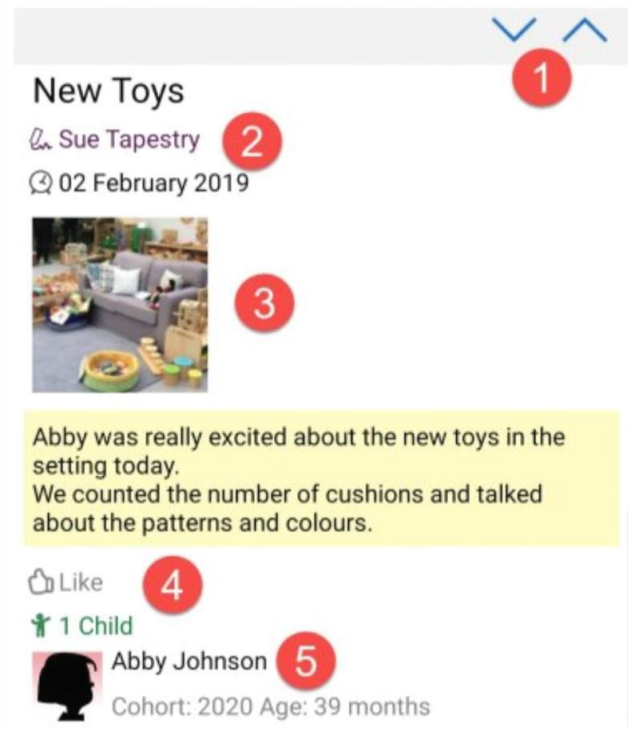 1
New Toys
Sue Tapestry 2
02 February 2019
3
Abby was really excited about the new toys in the
setting today.
We counted the number of cushions and talked
about the patterns and colours.
Like 4
1 Child
Abby Johnson 5
Cohort: 2020 Age: 39 months